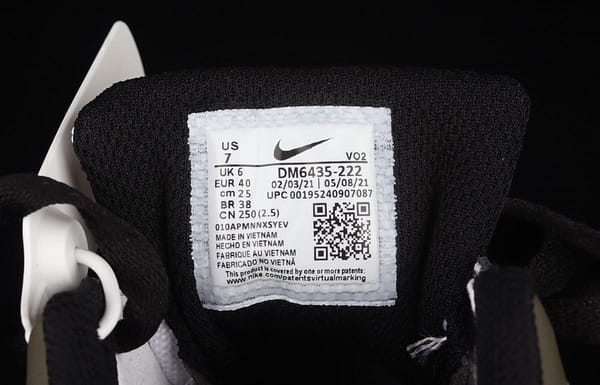 US
7 VO2
UK 6 DM6435-222
EUR 40 02/03/21 | 05/08/21
cm 25 UPC 00195240907087
BR 38
CN 250 (2.5)
010APMNNXSYEV
MADE IN VIETNAM
HECHO EN VIETNAM
FABRIQUE AU VIETNAM
FABRICADO NO VIETNÃ
This product is covered by one or more patents:
www.nike.com/patentsvirtualmarking